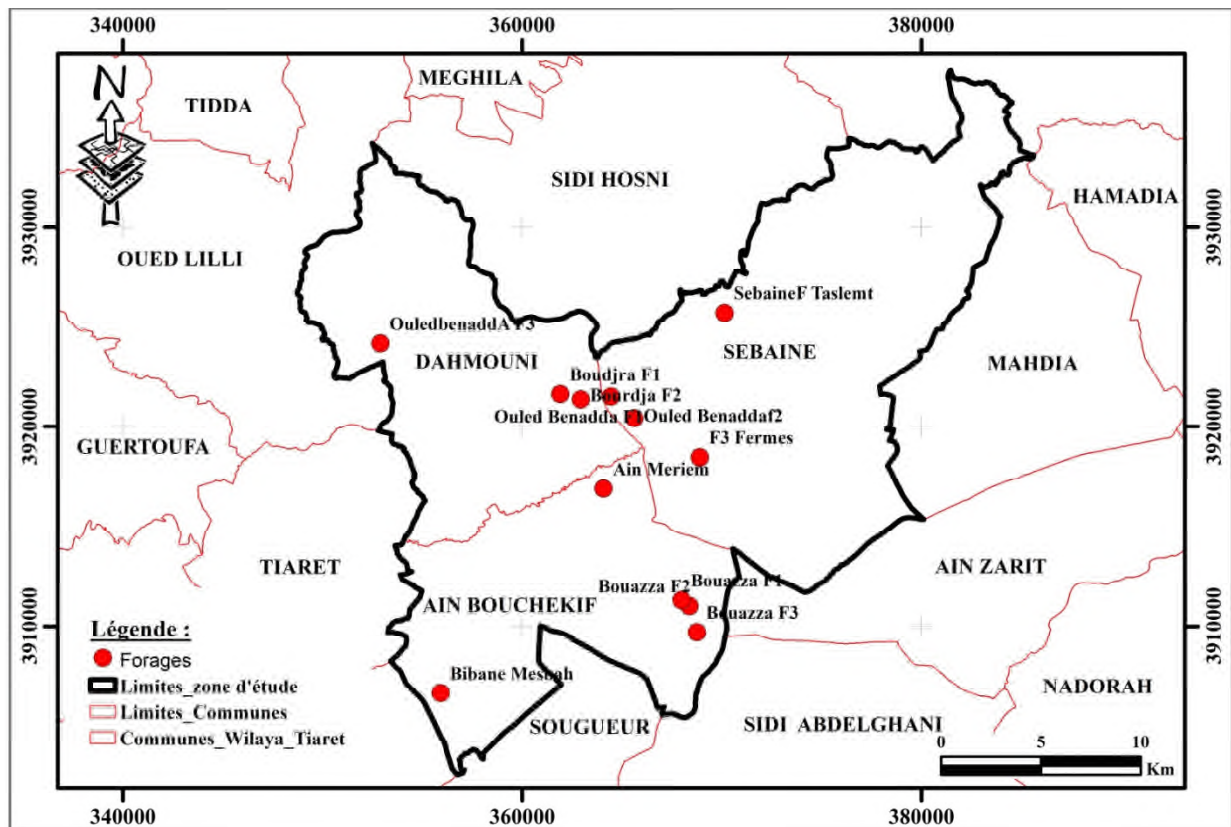 340000 360000 380000
N
MEGHILA
TIDDA
SIDI HOSNI
HAMADIA
3930000 3930000
OUED LILLI
SebaineF Taslemt
OuledbenaddA F3
SEBAINE
DAHMOUNI
MAHDIA
Boudjra F1
Bourdja F2
Ouled Benadda F1 Ouled Benaddaf2
3920000 3920000
GUERTOUFA
F3 Fermes
Ain Meriem
TIARET
AIN ZARIT
Bouazza F2 Bouazza F1
AIN BOUCHEKIF
Bouazza F3
3910000 3910000
Légende :
Forages
Bibane Mesbah
NADORAH
Limites_zone d'étude
Limites_Communes
SOUGUEUR
SIDI ABDELGHANI
Communes_Wilaya_Tiaret
0 5 10
Km
340000 360000 380000